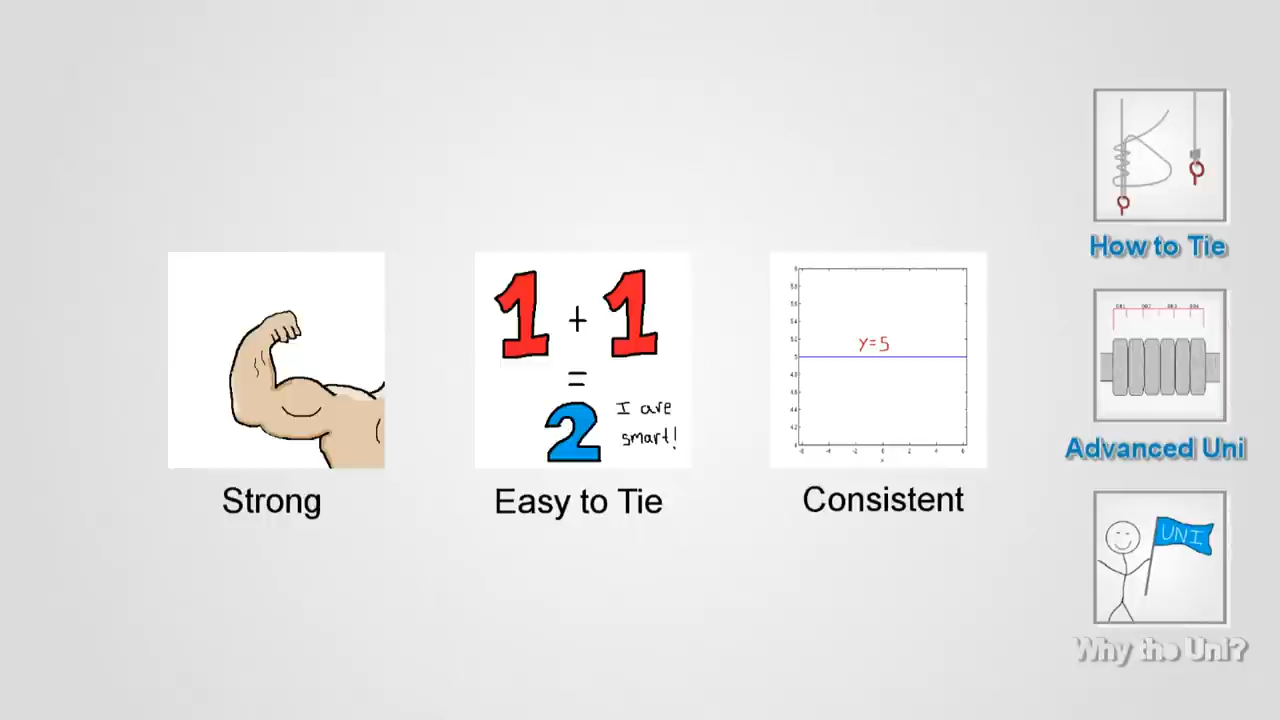 1 + 1
=
2
I are
smart!
y=5
Strong
Easy to Tie
Consistent
How to Tie
Advanced Uni
UNI
Why the Uni?